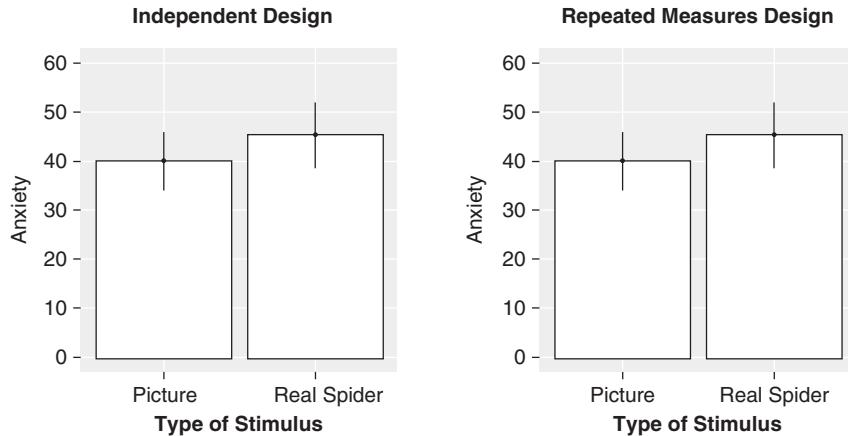 Independent Design
60
50
40
30
20
10
0
Anxiety
Picture Real Spider
Type of Stimulus
Repeated Measures Design
60
50
40
30
20
10
0
Anxiety
Picture Real Spider
Type of Stimulus